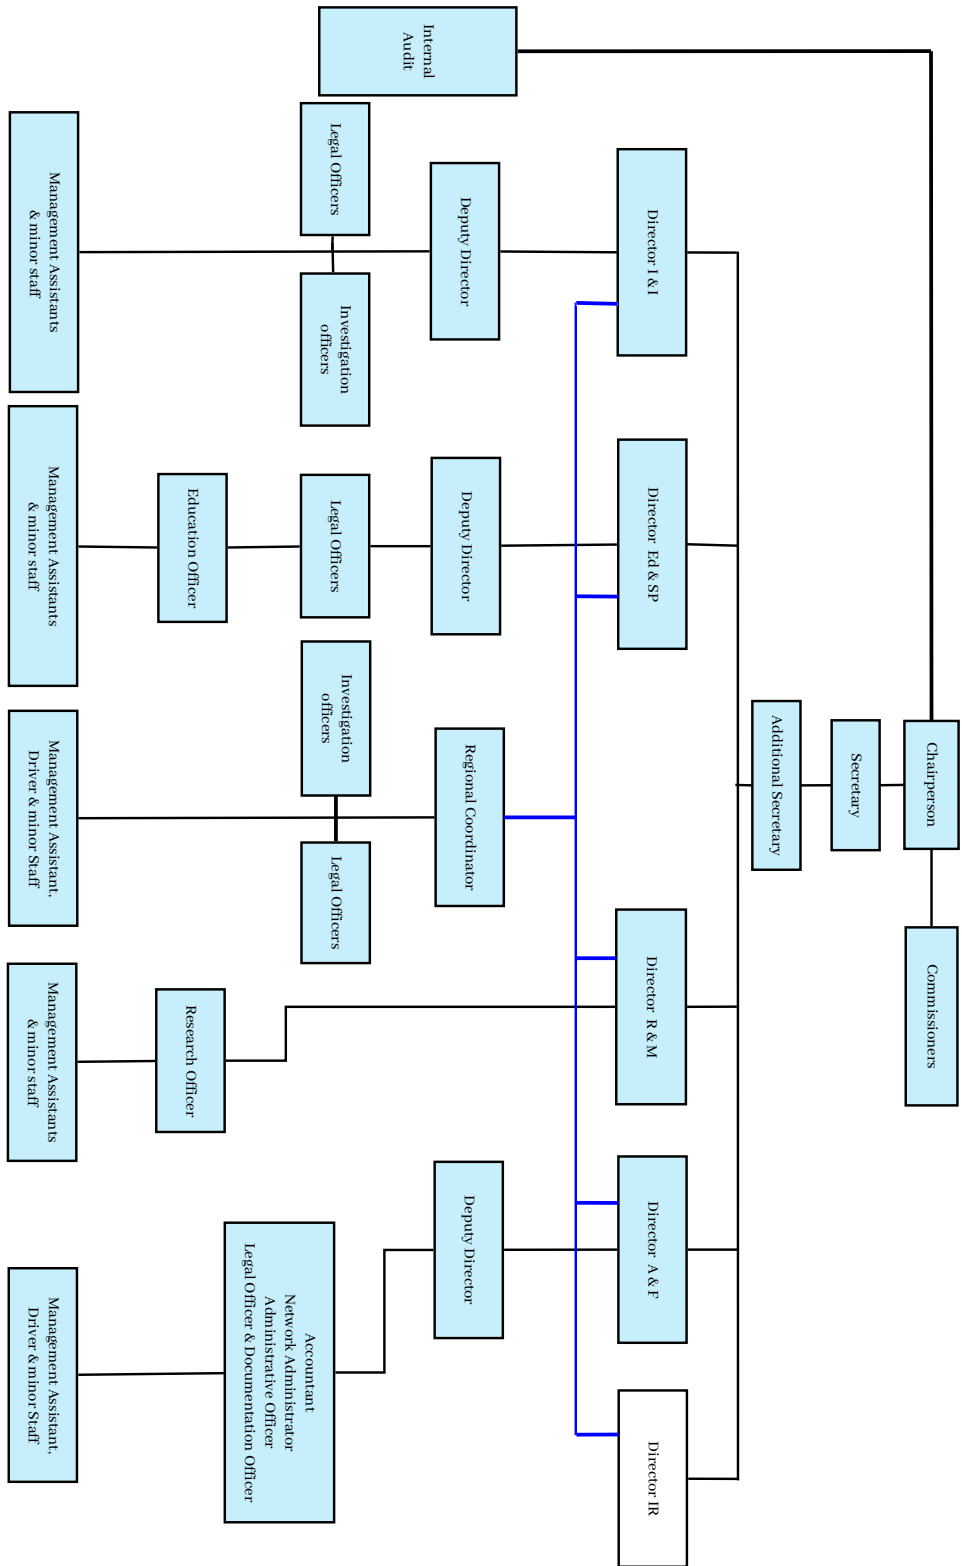 Chairperson
Commissioners
Secretary
Additional Secretary
Internal
Audit
Director I & I
Director Ed & SP
Director R & M
Director A & F
Director IR
Deputy Director
Deputy Director
Regional Coordinator
Deputy Director
Legal Officers
Investigation
officers
Legal Officers
Investigation
officers
Legal Officers
Accountant
Network Administrator
Administrative Officer
Legal Officer & Documentation Officer
Education Officer
Research Officer
Management Assistants
& minor staff
Management Assistants
& minor staff
Management Assistant,
Driver & minor Staff
Management Assistants
& minor staff
Management Assistant,
Driver & minor Staff